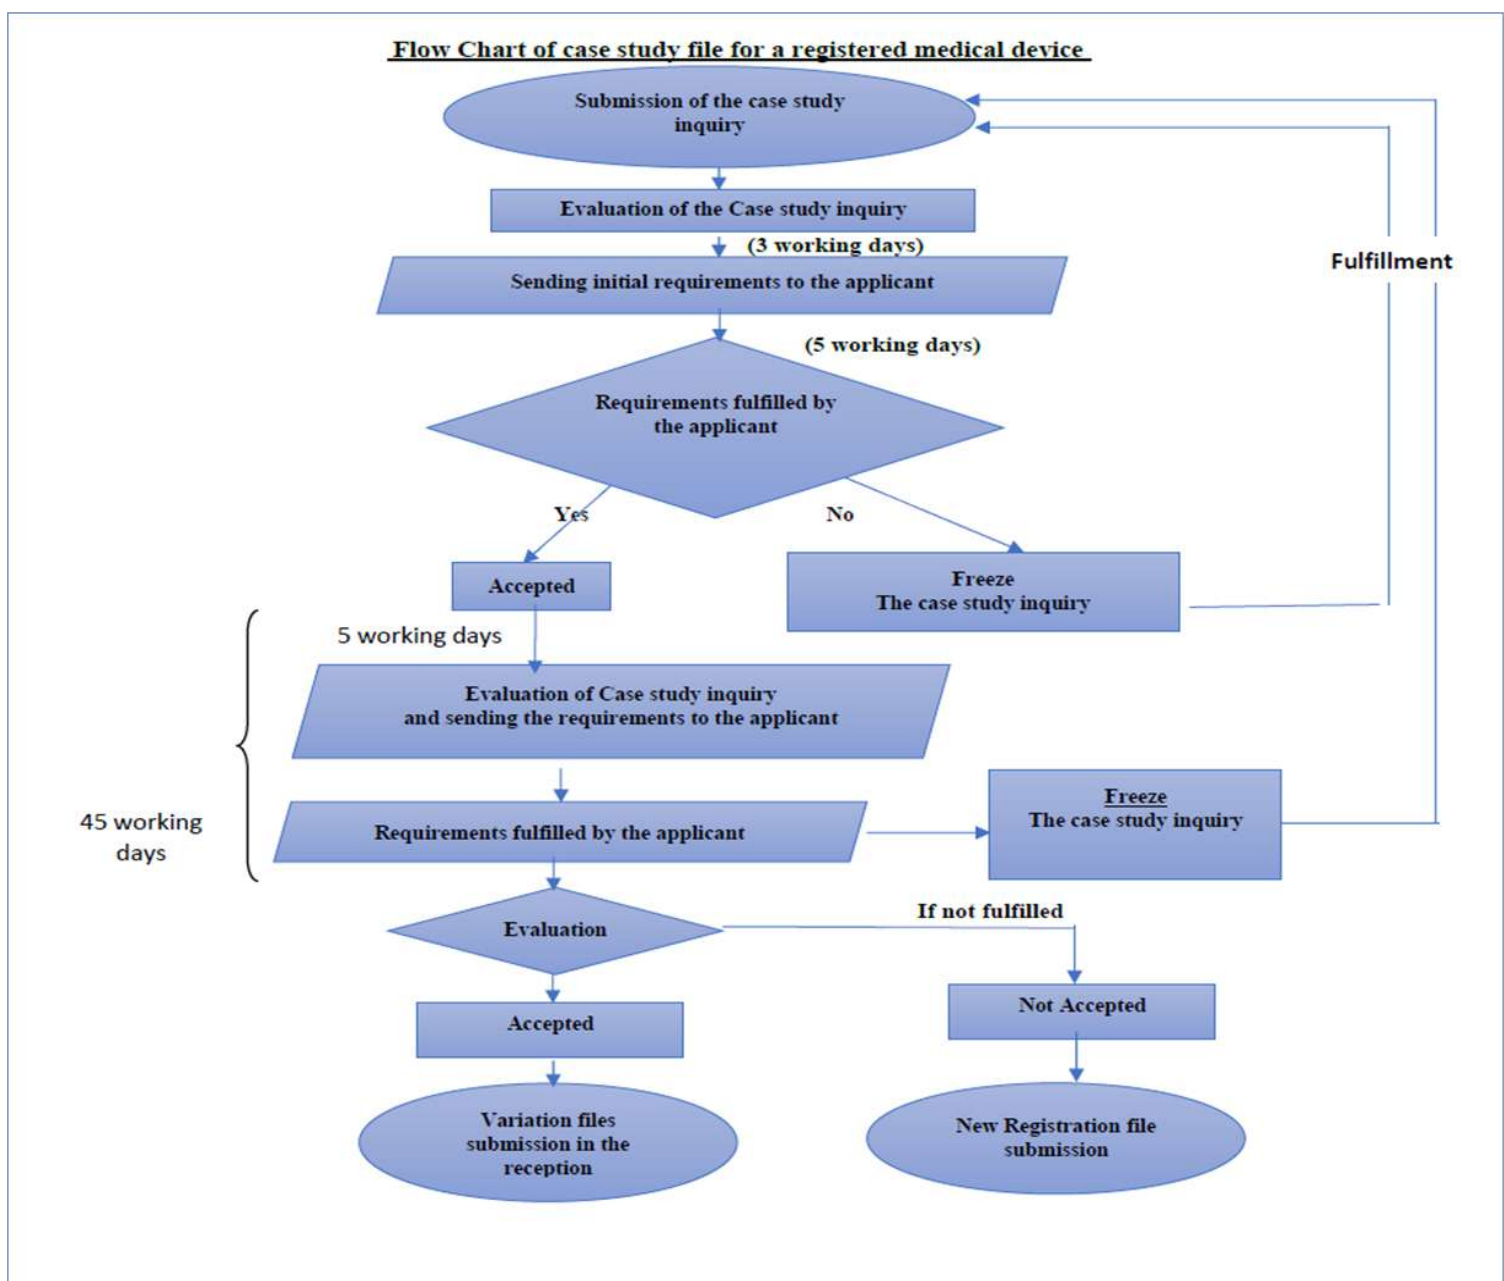 Flow Chart of case study file for a registered medical device
Submission of the case study
inquiry
Evaluation of the Case study inquiry
(3 working days)
Fulfillment
Sending initial requirements to the applicant
(5 working days)
Requirements fulfilled by
the applicant
Yes
No
Accepted
Freeze
The case study inquiry
5 working days
Evaluation of Case study inquiry
and sending the requirements to the applicant
45 working
days
Requirements fulfilled by the applicant
Freeze
The case study inquiry
If not fulfilled
Evaluation
Accepted
Not Accepted
Variation files
submission in the
reception
New Registration file
submission